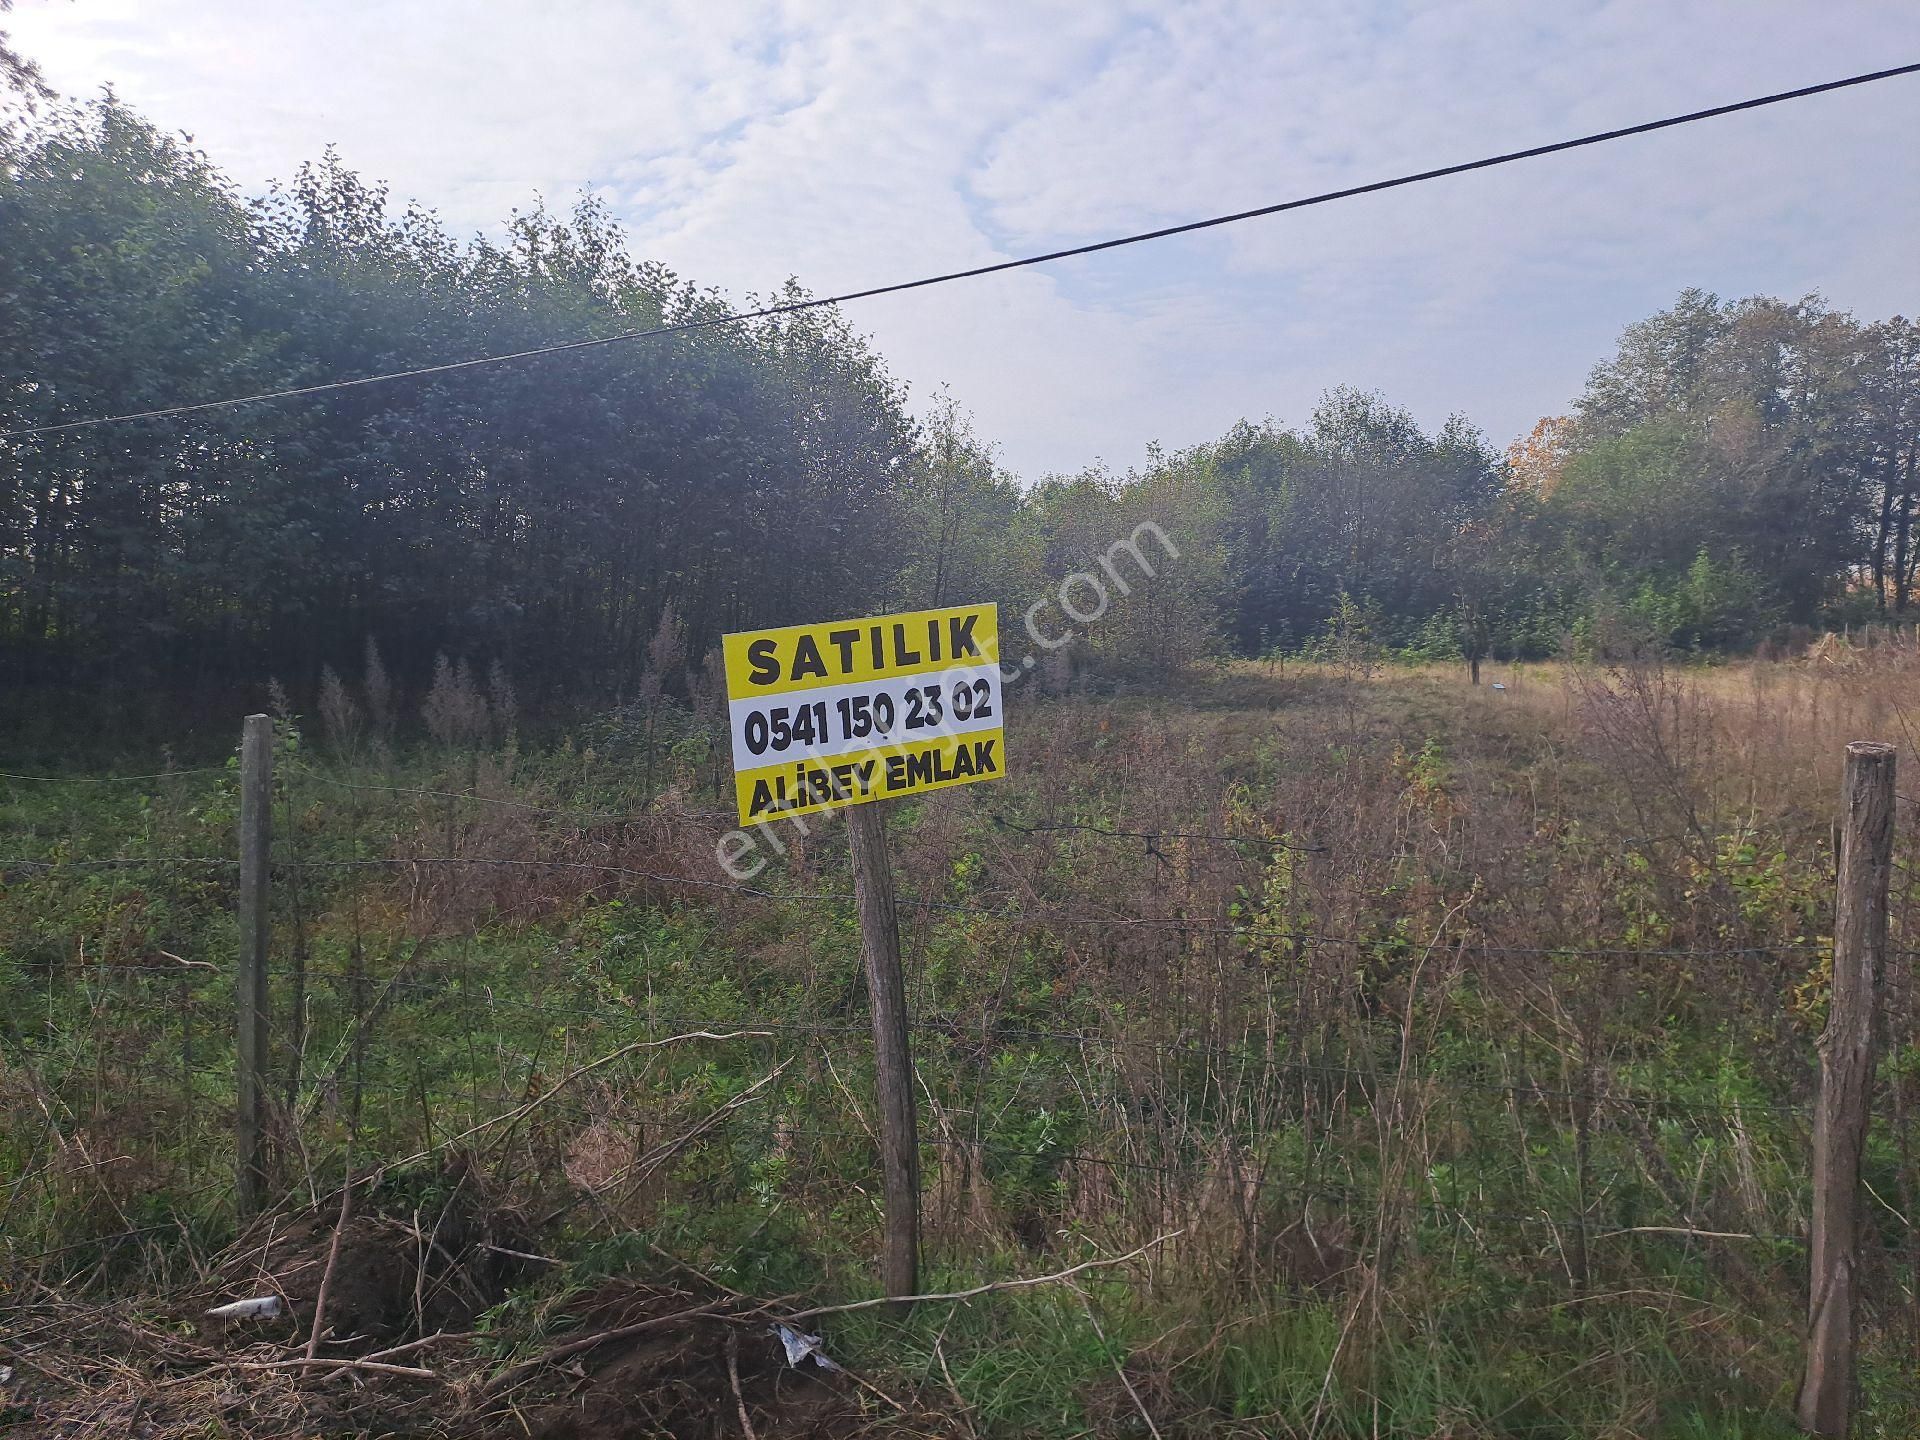 SATILIK
0541 150 23 02
ALİBEY EMLAK
emlakjet.com